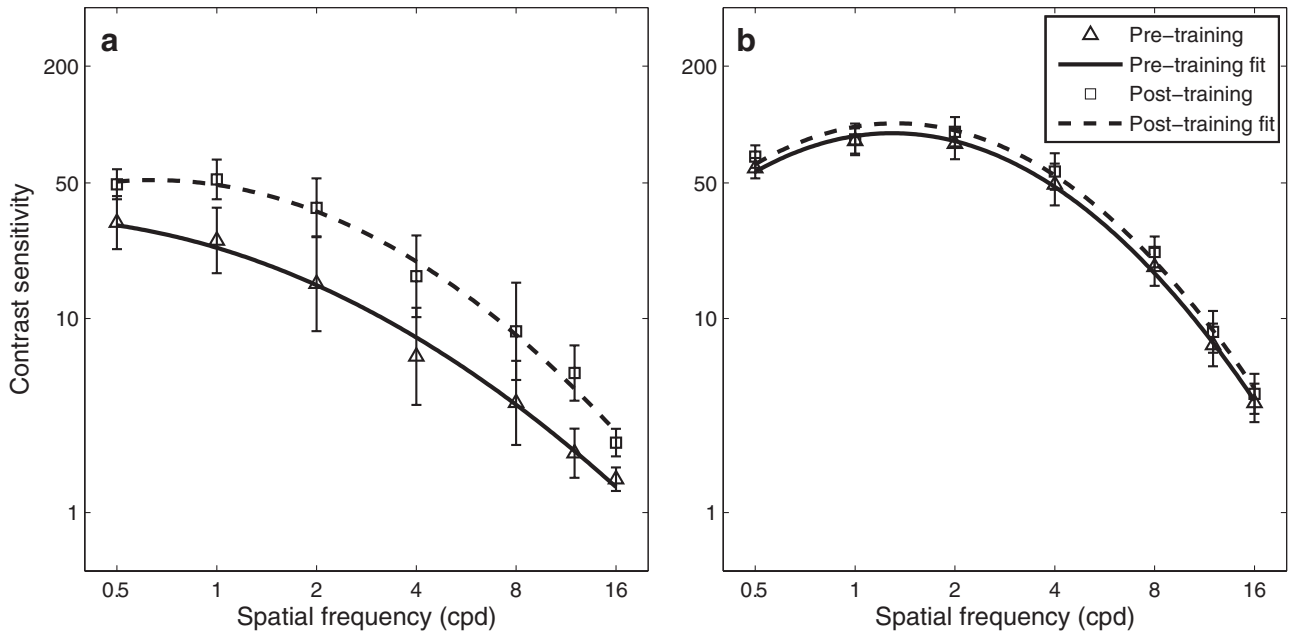 a
200
50
10
1
Contrast sensitivity
0.5 1 2 4 8 16
Spatial frequency (cpd)
b
200
50
10
1
0.5 1 2 4 8 16
Spatial frequency (cpd)
Pre−training
Pre−training fit
Post−training
Post−training fit